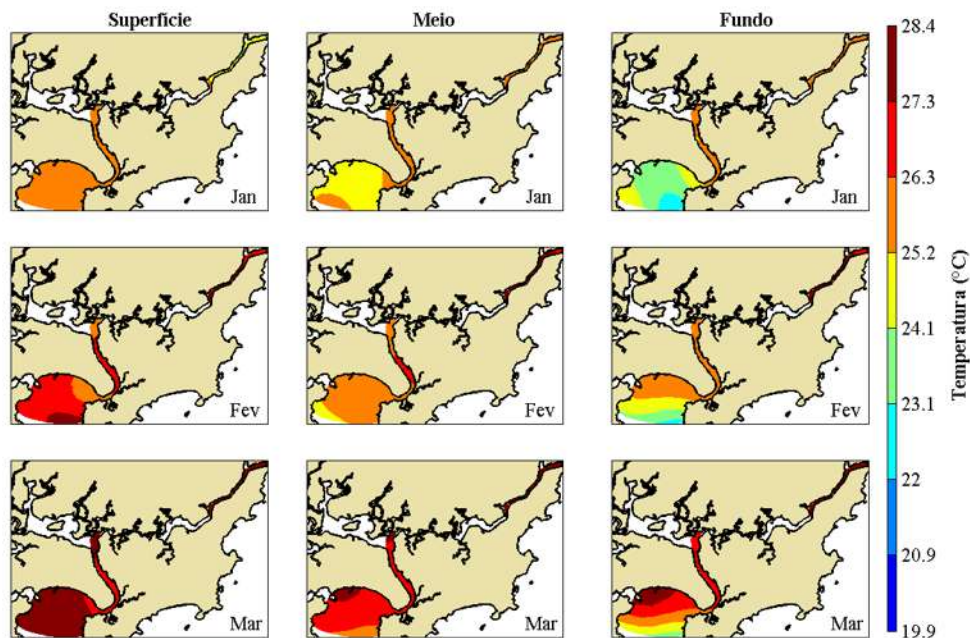 Superfície Meio Fundo
Jan Jan Jan
Fev Fev Fev
Mar Mar Mar
28.4
27.3
26.3
25.2
24.1
23.1
22
20.9
19.9
Temperatura (°C)